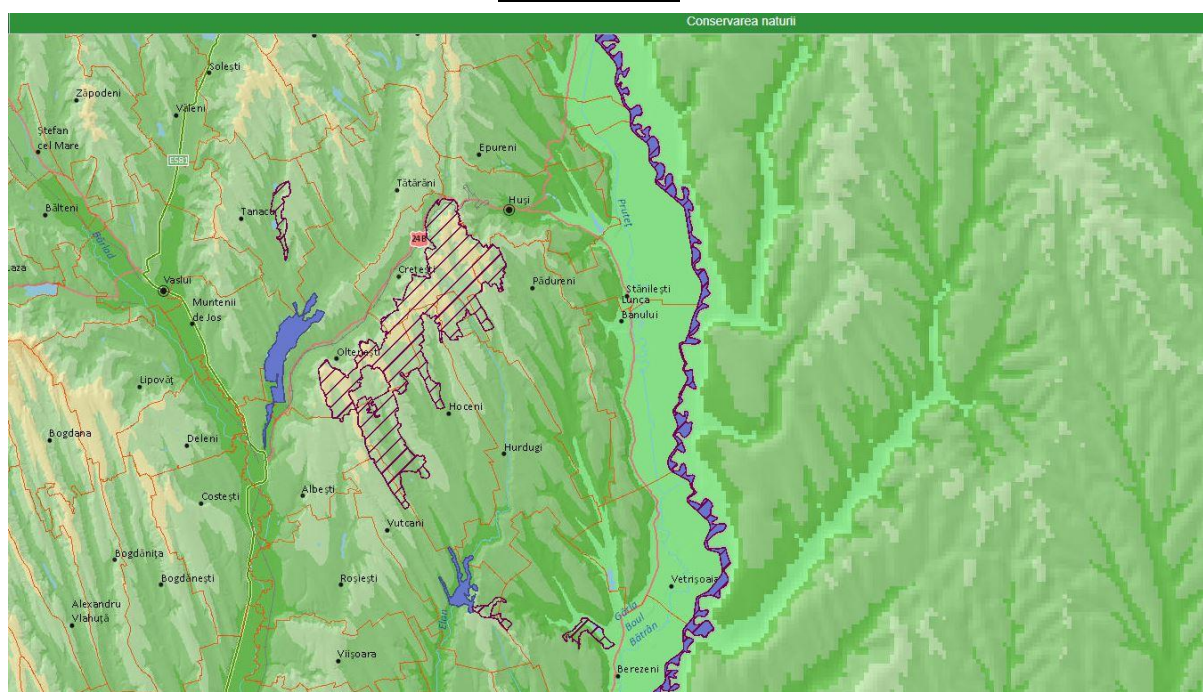 Conservarea naturii
Solești
Zăpodeni
Văleni
Ștefan
cel Mare
E581
Epureni
Tătărăni
Huși
Bălteni
Tanacu
Prutet
Bârlad
24B
Crețești
Vaslui
Pădureni
Stănilești
Lunca
Banului
Muntenii
de Jos
Oltenești
Lipovăț
Hoceni
Bogdana
Deleni
Hurdugi
Albești
Costești
Vutcani
Bogdănița
Bogdănești
Roșiești
Vetrișoaia
Alexandru
Vlahuță
Elan
Gârla
Boul
Bătrân
Viișoara
Berezeni